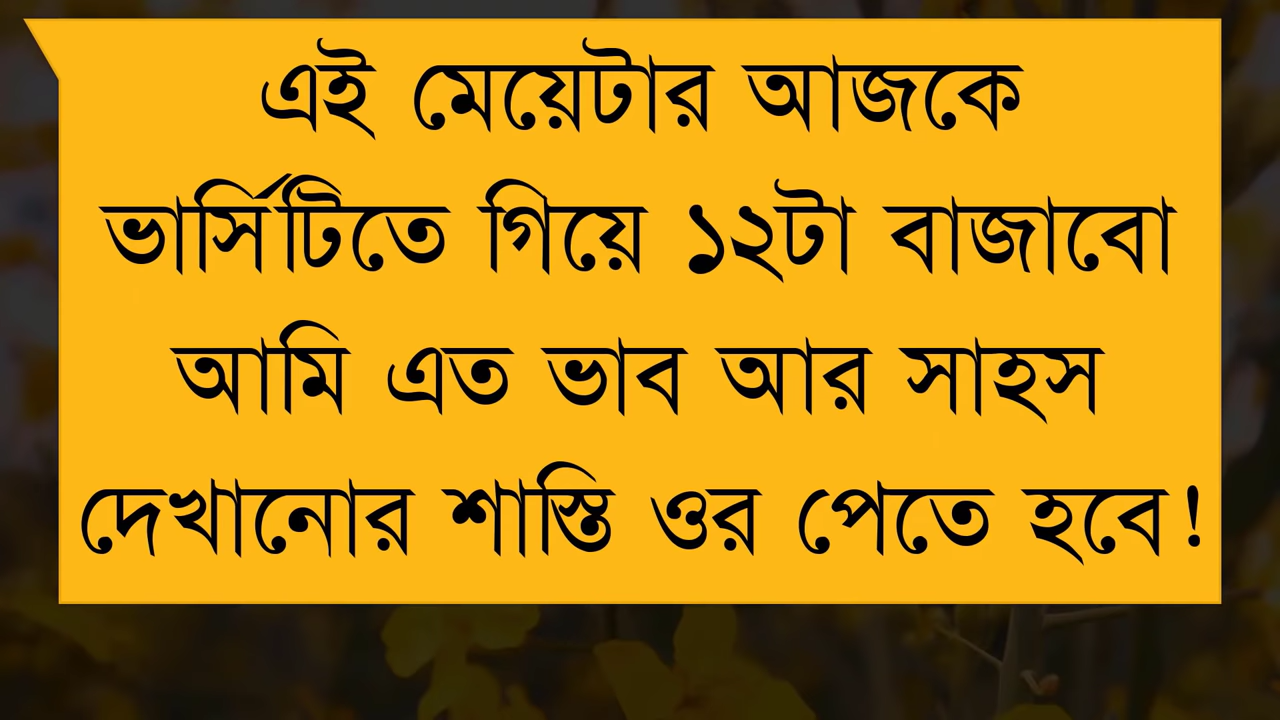 এই মেয়েটার আজকে
ভার্সিটিতে গিয়ে ১২টা বাজাবো
আমি এত ভাব আর সাহস
দেখানোর শাস্তি ওর পেতে হবে!